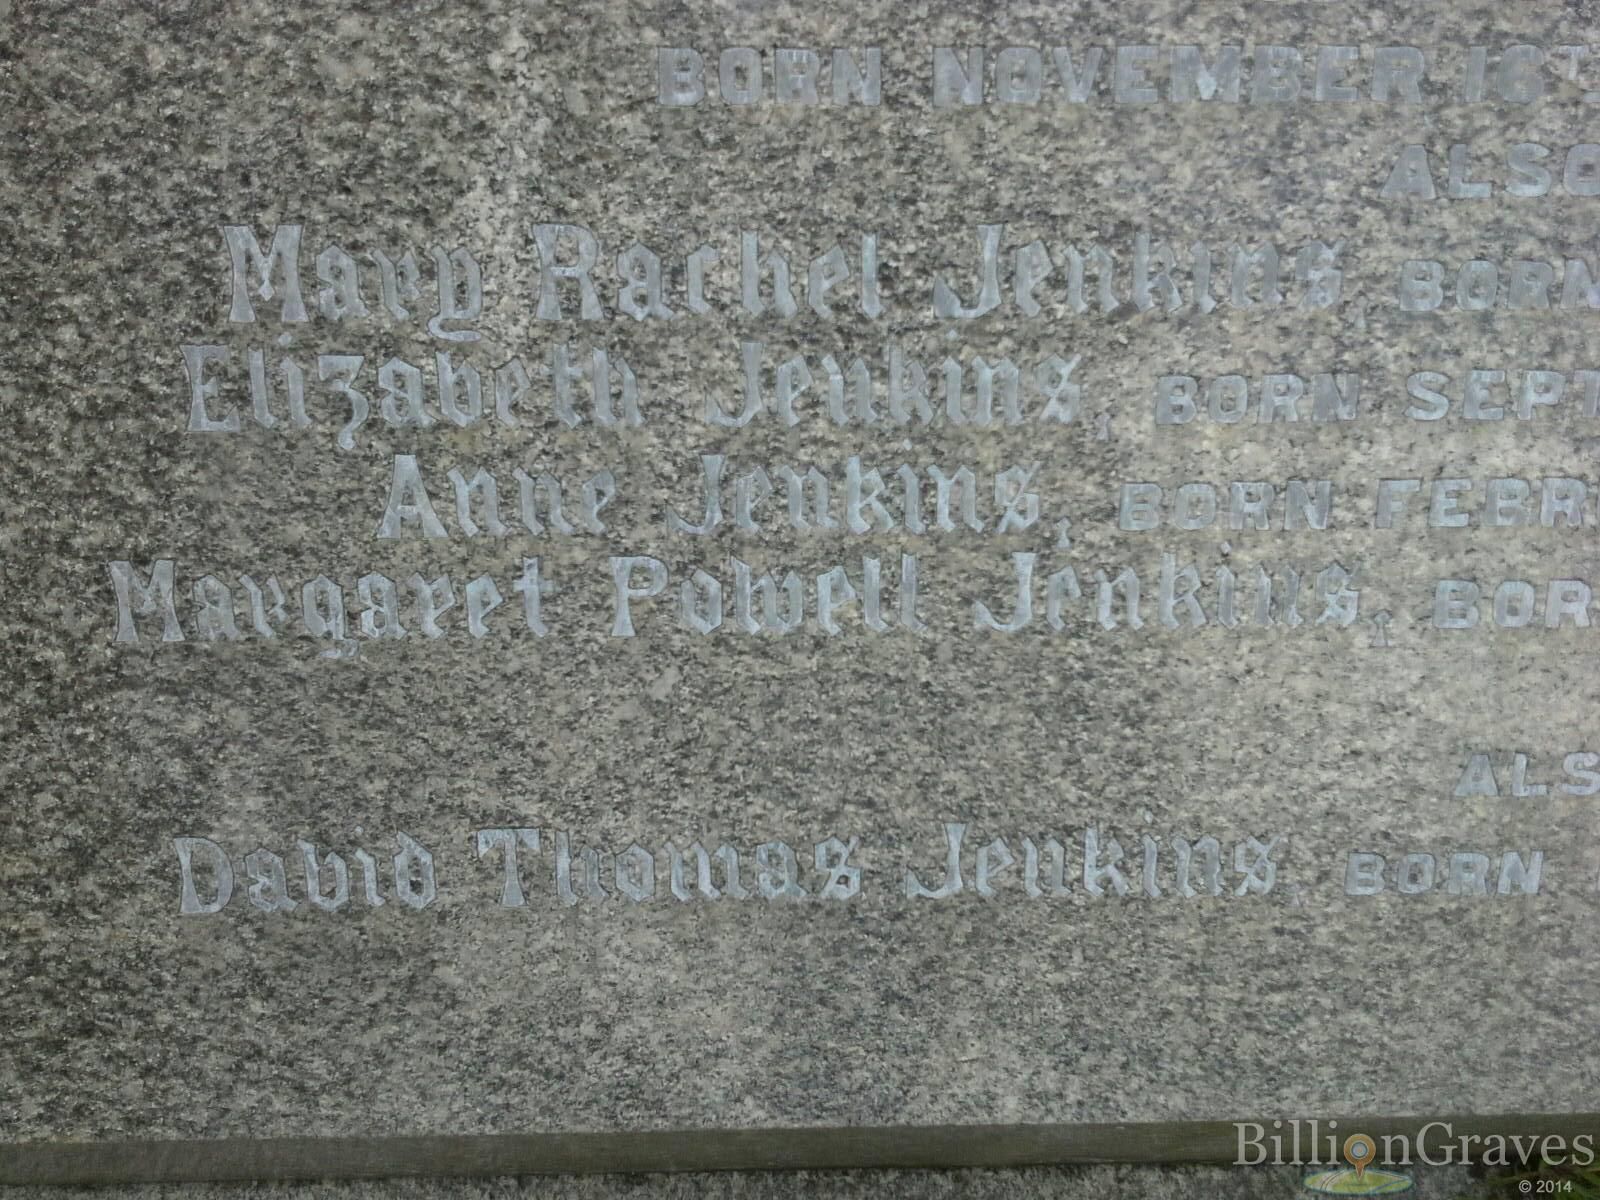 BORN NOVEMBER 16T
ALSO
Mary Rachel Jenkins, BORN
Elizabeth Jenkins, BORN SEPT
Anne Jenkins, BORN FEBR
Margaret Powell Jenkins, BOR
ALS
David Thomas Jenkins, BORN
BillionGraves
© 2014